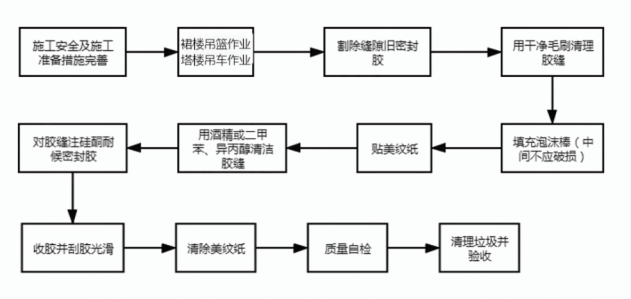 施工安全及施工
准备措施完善
裙楼吊篮作业
塔楼吊车作业
割除缝隙旧密封
胶
用干净毛刷清理
胶缝
填充泡沫棒（中
间不应破损）
贴美纹纸
用酒精或二甲
苯、异丙醇清洁
胶缝
对胶缝注硅酮耐
候密封胶
收胶并刮胶光滑
清除美纹纸
质量自检
清理垃圾并
验收